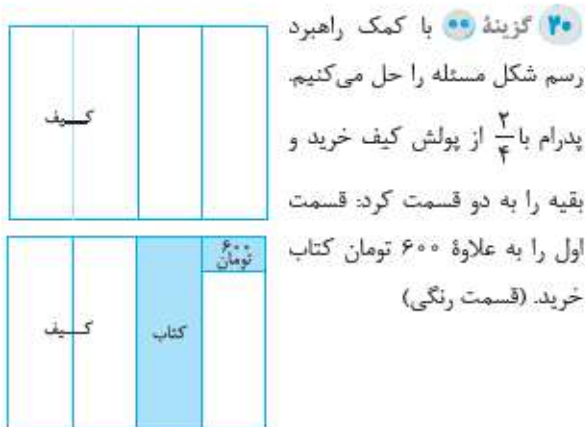 ۲۰ گزینهٔ •• با کمک راهبرد
رسم شکل مسئله را حل می‌کنیم.
پدرام با ۲/۴ از پولش کیف خرید و
بقیه را به دو قسمت کرد: قسمت
اول را به علاوهٔ ۶۰۰ تومان کتاب
خرید. (قسمت رنگی)
کـیف
۶۰۰
تومان
کـیف
کتاب